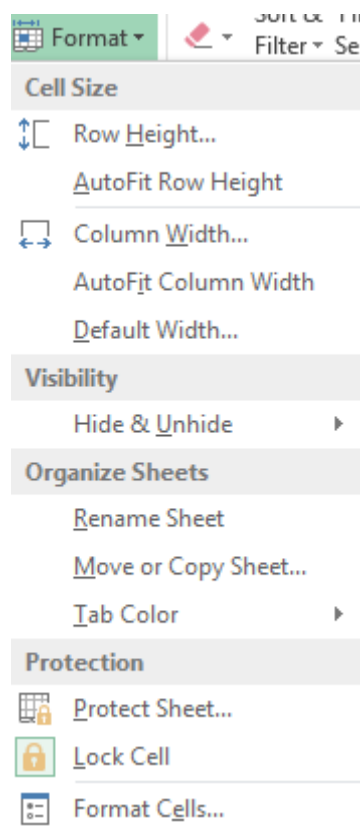 Format
Filter Se
Cell Size
Row Height...
AutoFit Row Height
Column Width...
AutoFit Column Width
Default Width...
Visibility
Hide & Unhide
Organize Sheets
Rename Sheet
Move or Copy Sheet...
Tab Color
Protection
Protect Sheet...
Lock Cell
Format Cells...